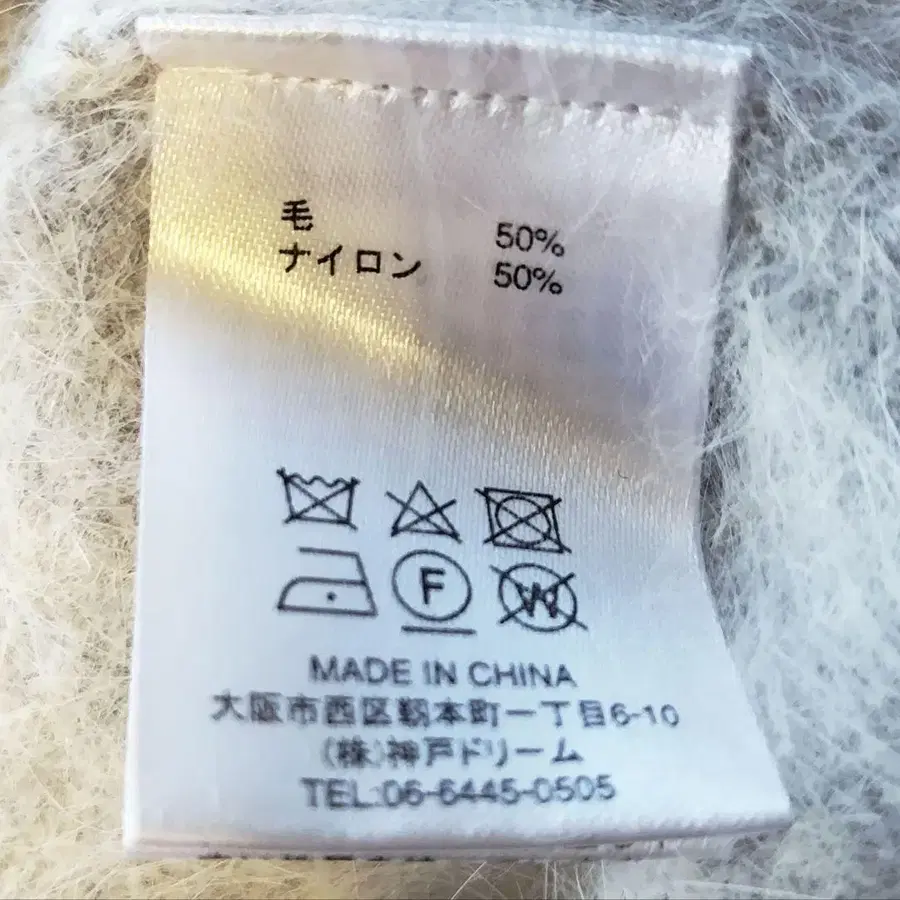 毛 50%
ナイロン 50%
F
W
MADE IN CHINA
大阪市西区靱本町一丁目6-10
(株)神戸ドリーム
TEL:06-6445-0505